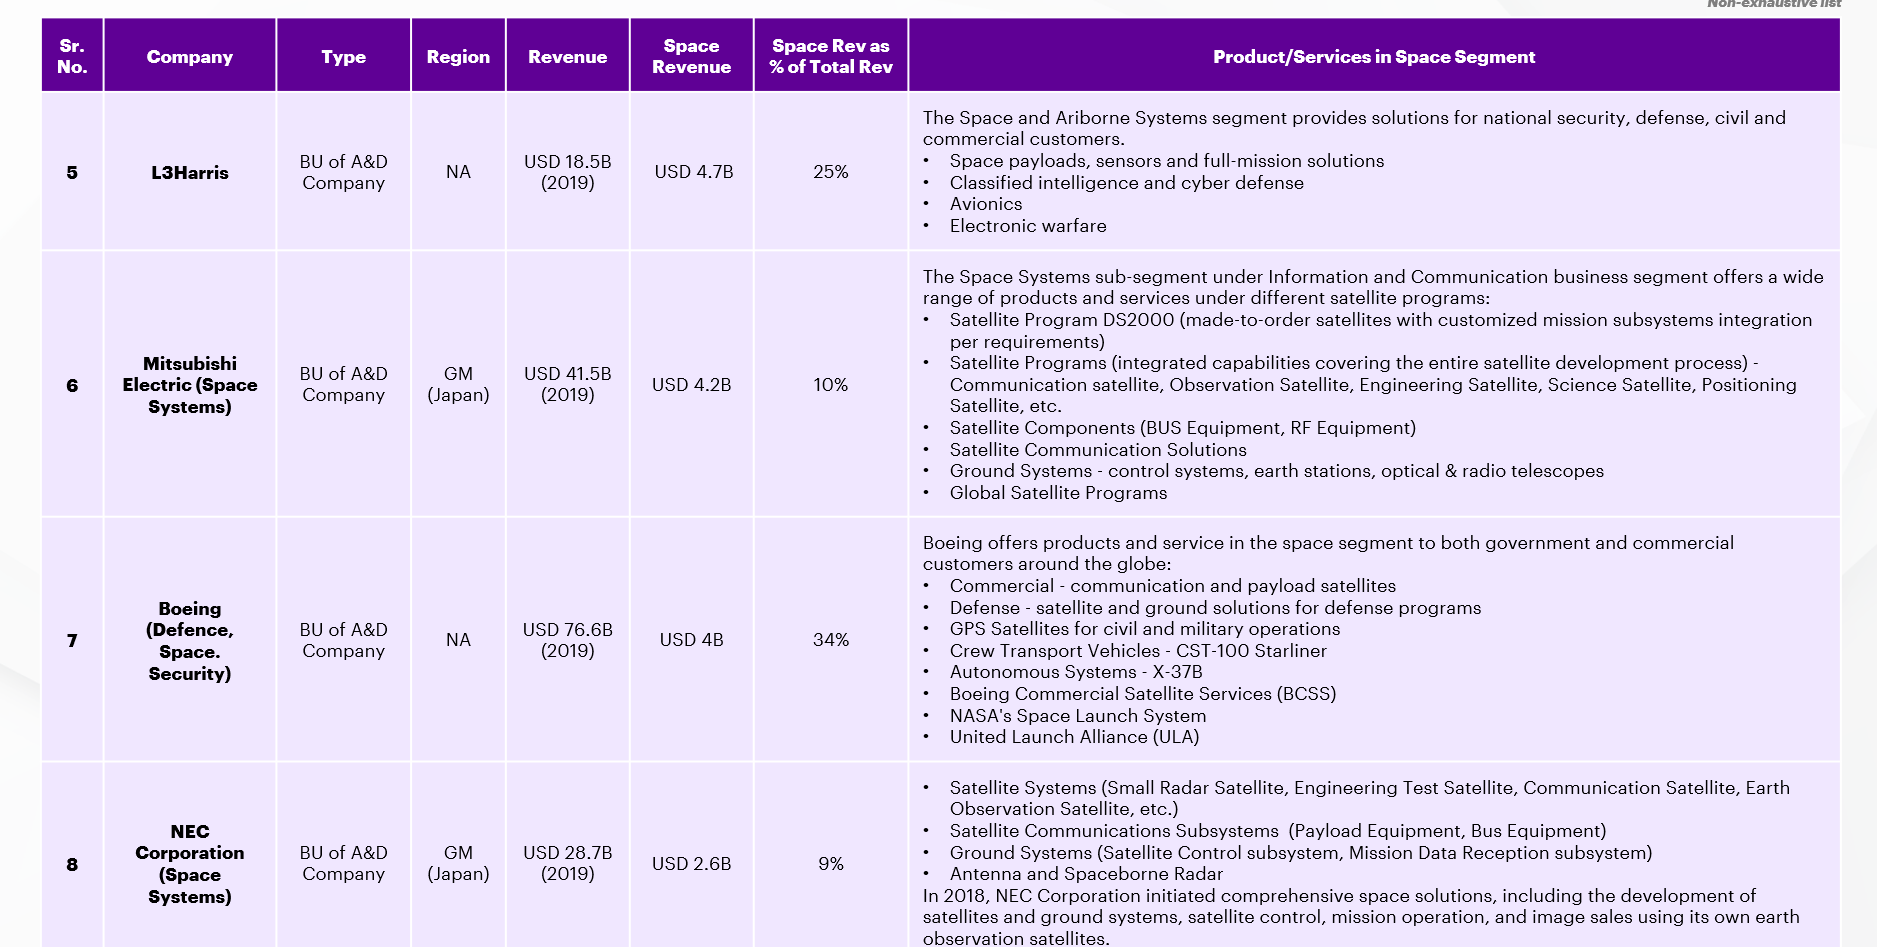 Non-exhaustive list
Sr. No.
Company
Type
Region
Revenue
Space Revenue
Space Rev as % of Total Rev
Product/Services in Space Segment
5
L3Harris
BU of A&D
Company
NA
USD 18.5B
(2019)
USD 4.7B
25%
The Space and Ariborne Systems segment provides solutions for national security, defense, civil and
commercial customers.
• Space payloads, sensors and full-mission solutions
• Classified intelligence and cyber defense
• Avionics
• Electronic warfare
6
Mitsubishi
Electric (Space
Systems)
BU of A&D
Company
GM
(Japan)
USD 41.5B
(2019)
USD 4.2B
10%
The Space Systems sub-segment under Information and Communication business segment offers a wide
range of products and services under different satellite programs:
• Satellite Program DS2000 (made-to-order satellites with customized mission subsystems integration
per requirements)
• Satellite Programs (integrated capabilities covering the entire satellite development process) -
Communication satellite, Observation Satellite, Engineering Satellite, Science Satellite, Positioning
Satellite, etc.
• Satellite Components (BUS Equipment, RF Equipment)
• Satellite Communication Solutions
• Ground Systems - control systems, earth stations, optical & radio telescopes
• Global Satellite Programs
7
Boeing
(Defence,
Space.
Security)
BU of A&D
Company
NA
USD 76.6B
(2019)
USD 4B
34%
Boeing offers products and service in the space segment to both government and commercial
customers around the globe:
• Commercial - communication and payload satellites
• Defense - satellite and ground solutions for defense programs
• GPS Satellites for civil and military operations
• Crew Transport Vehicles - CST-100 Starliner
• Autonomous Systems - X-37B
• Boeing Commercial Satellite Services (BCSS)
• NASA's Space Launch System
• United Launch Alliance (ULA)
8
NEC
Corporation
(Space
Systems)
BU of A&D
Company
GM
(Japan)
USD 28.7B
(2019)
USD 2.6B
9%
• Satellite Systems (Small Radar Satellite, Engineering Test Satellite, Communication Satellite, Earth
Observation Satellite, etc.)
• Satellite Communications Subsystems (Payload Equipment, Bus Equipment)
• Ground Systems (Satellite Control subsystem, Mission Data Reception subsystem)
• Antenna and Spaceborne Radar
In 2018, NEC Corporation initiated comprehensive space solutions, including the development of
satellites and ground systems, satellite control, mission operation, and image sales using its own earth
observation satellites.